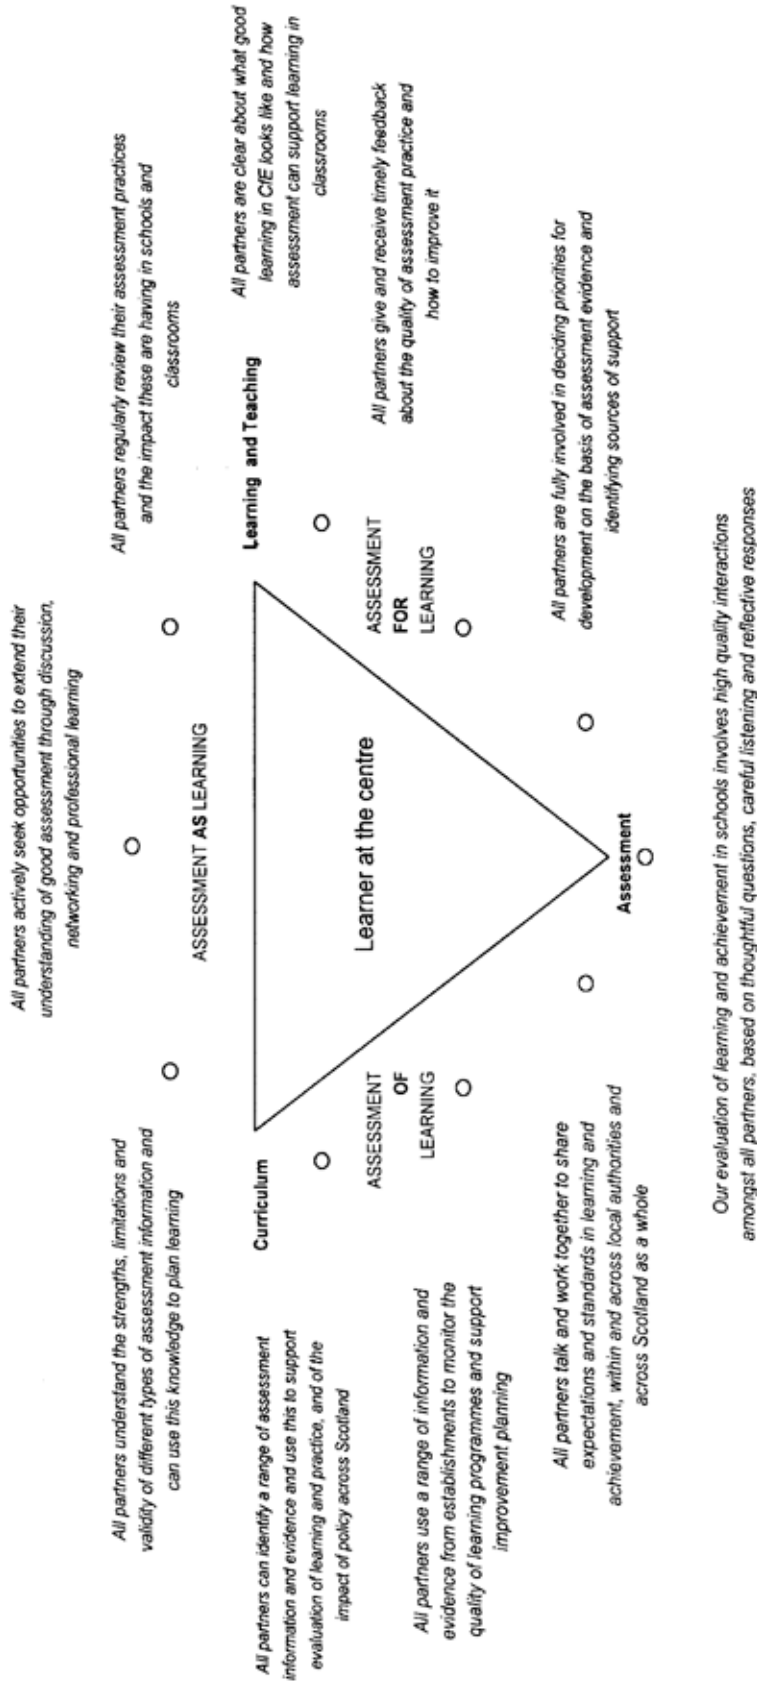 All partners actively seek opportunities to extend their
understanding of good assessment through discussion,
networking and professional learning
All partners understand the strengths, limitations and
validity of different types of assessment information and
can use this knowledge to plan learning
All partners regularly review their assessment practices
and the impact these are having in schools and
classrooms
ASSESSMENT AS LEARNING
Curriculum
Learning and Teaching
All partners can identify a range of assessment
information and evidence and use this to support
evaluation of learning and practice, and of the
impact of policy across Scotland
All partners are clear about what good
learning in CfE looks like and how
assessment can support learning in
classrooms
Learner at the centre
ASSESSMENT
OF
LEARNING
ASSESSMENT
FOR
LEARNING
All partners use a range of information and
evidence from establishments to monitor the
quality of learning programmes and support
improvement planning
All partners give and receive timely feedback
about the quality of assessment practice and
how to improve it
All partners talk and work together to share
expectations and standards in learning and
achievement, within and across local authorities and
across Scotland as a whole
Assessment
All partners are fully involved in deciding priorities for
development on the basis of assessment evidence and
identifying sources of support
Our evaluation of learning and achievement in schools involves high quality interactions
amongst all partners, based on thoughtful questions, careful listening and reflective responses